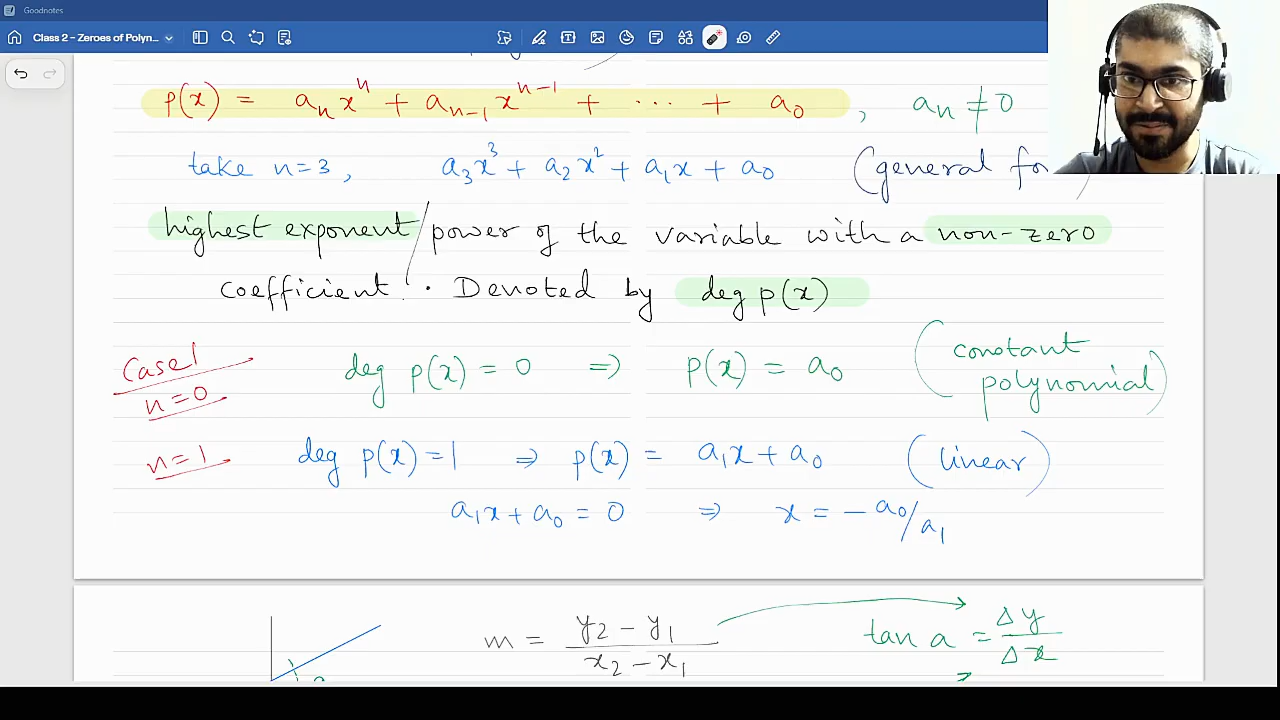 Goodnotes
Class 2 - Zeroes of Polyn...
p(x) = aₙxⁿ + aₙ₋₁xⁿ⁻¹ + ... + a₀ , aₙ ≠ 0
take n=3, a₃x³ + a₂x² + a₁x + a₀ (general
highest exponent / power of the variable with a non-zero
coefficient. Denoted by deg p(x)
Case 1
n=0
deg p(x) = 0 ⇒ p(x) = a₀ (constant
polynomial)
n=1 deg p(x) = 1 ⇒ p(x) = a₁x + a₀ (linear)
a₁x + a₀ = 0 ⇒ x = -a₀/a₁
m = y₂ - y₁ / x₂ - x₁
tan a = Δy / Δx